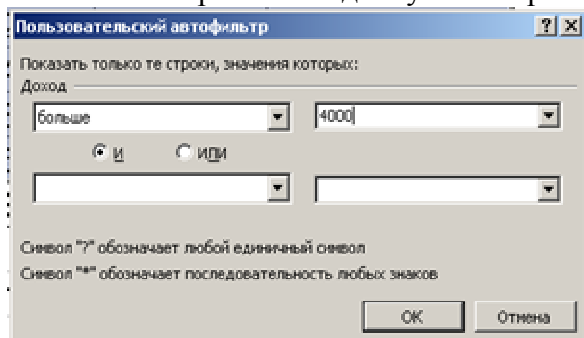 Пользовательский автофильтр
Показать только те строки, значения которых:
Доход
больше 4000
И ИЛИ
Символ "?" обозначает любой единичный символ
Символ "*" обозначает последовательность любых знаков
ОК Отмена